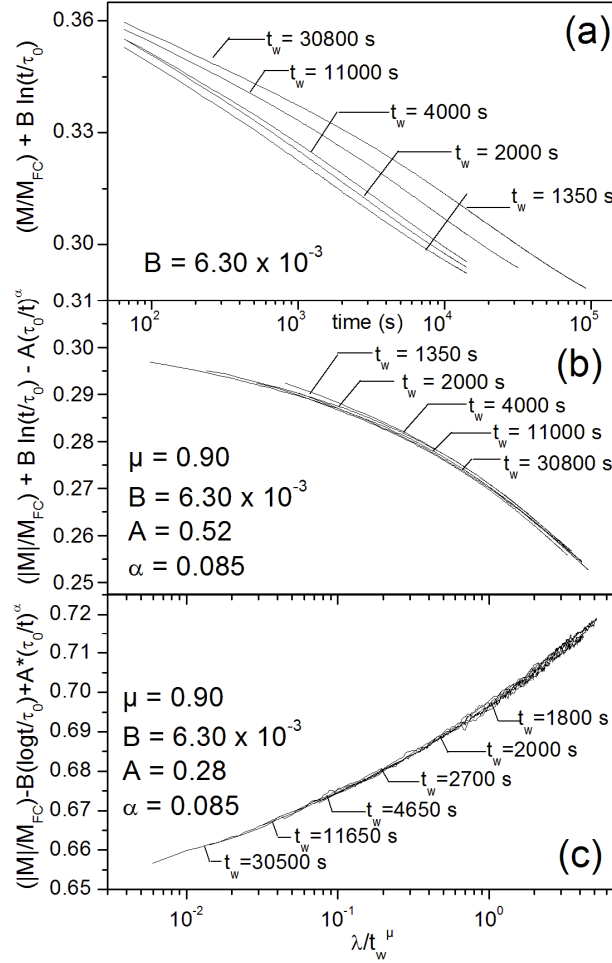 (a)
0.36
0.33
0.30
(M/M_FC) + B ln(t/τ_0)
t_w= 30800 s
t_w= 11000 s
t_w= 4000 s
t_w= 2000 s
t_w= 1350 s
B = 6.30 x 10^-3
10^2 10^3 10^4 10^5
time (s)
(b)
0.31
0.30
0.29
0.28
0.27
0.26
0.25
(|M|/M_FC) + B ln(t/τ_0) - A(τ_0/t)^α
t_w= 1350 s
t_w= 2000 s
t_w= 4000 s
t_w= 11000 s
t_w= 30800 s
μ = 0.90
B = 6.30 x 10^-3
A = 0.52
α = 0.085
0.72
0.71
0.70
0.69
0.68
0.67
0.66
0.65
(|M|/M_FC)-B((logt/τ_0)+A*(τ_0/t)^α
μ = 0.90
B = 6.30 x 10^-3
A = 0.28
α = 0.085
t_w=1800 s
t_w=2000 s
t_w=2700 s
t_w=4650 s
t_w=11650 s
t_w=30500 s
(c)
10^-2 10^-1 10^0
λ/t_w^μ